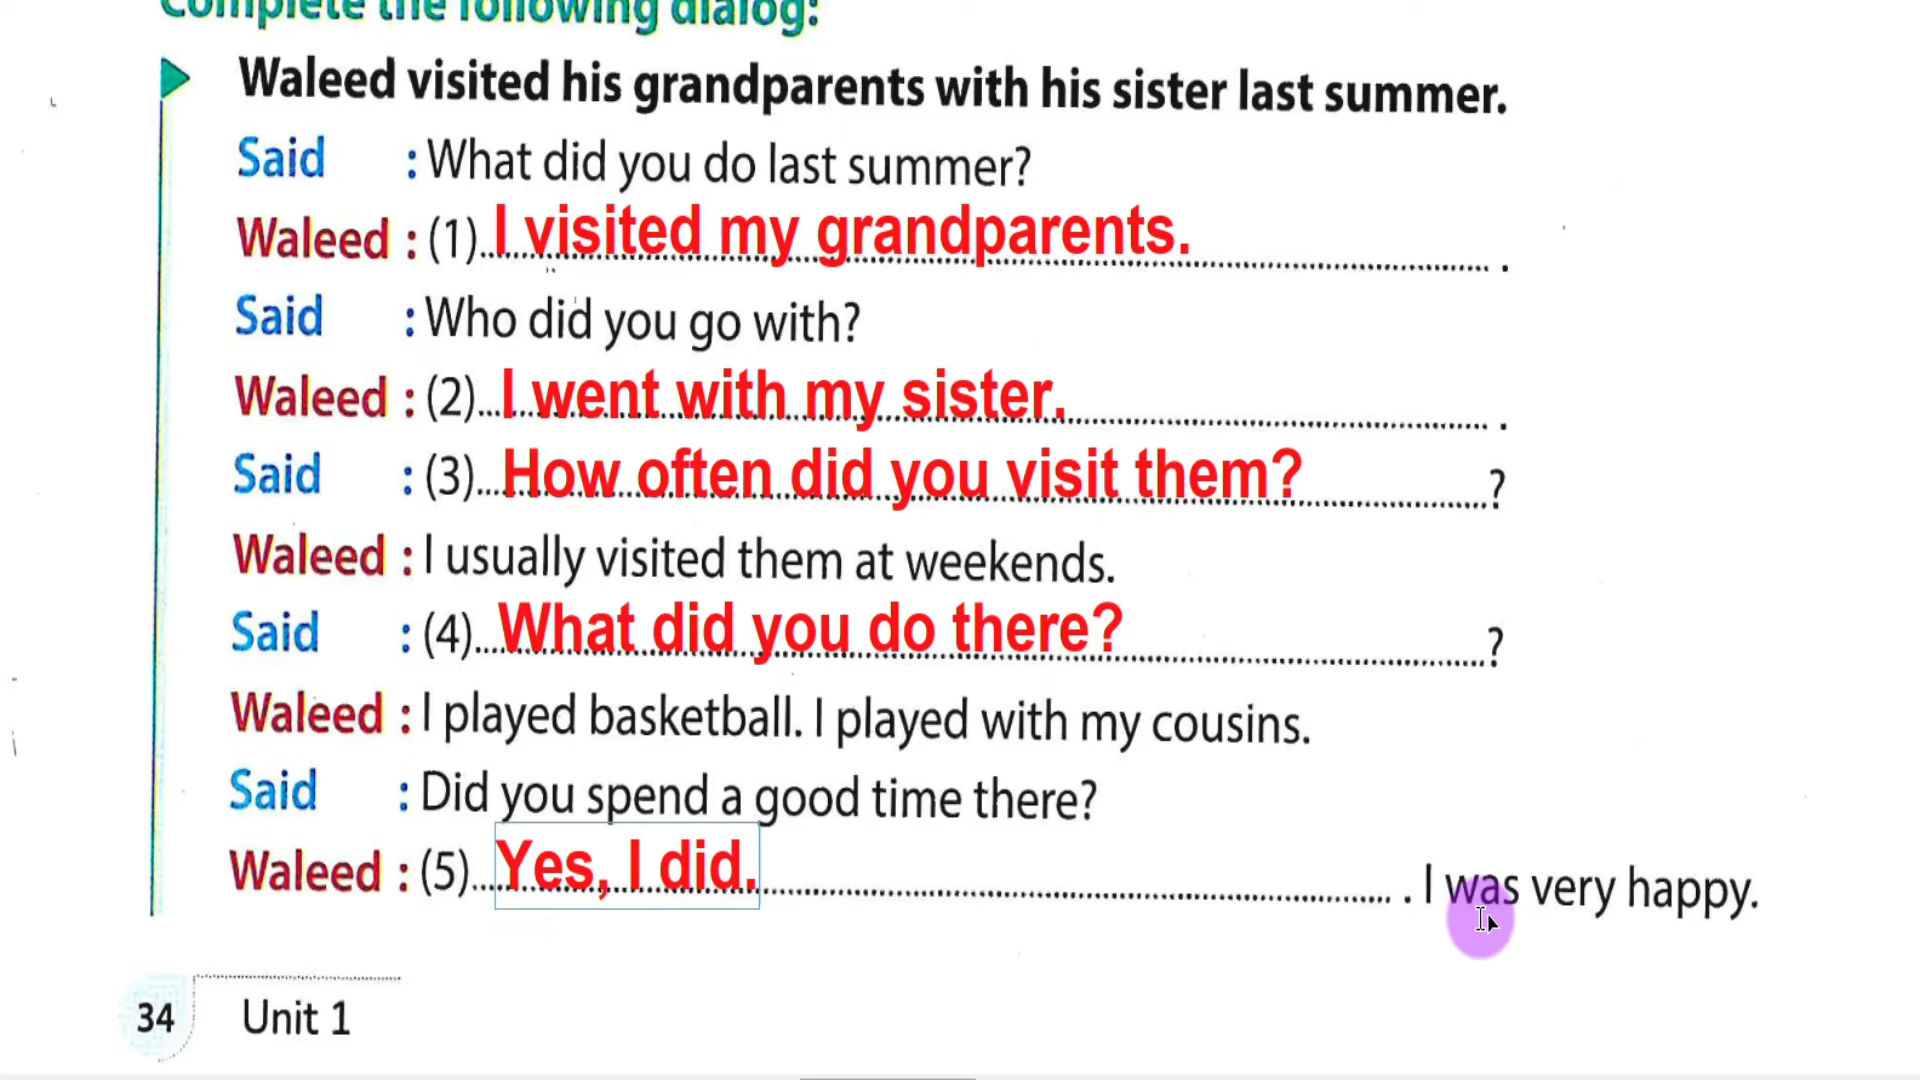 Complete the following dialog:
Waleed visited his grandparents with his sister last summer.
Said : What did you do last summer?
Waleed : (1) I visited my grandparents. .
Said : Who did you go with?
Waleed : (2) I went with my sister. .
Said : (3) How often did you visit them? ?
Waleed : I usually visited them at weekends.
Said : (4) What did you do there? ?
Waleed : I played basketball. I played with my cousins.
Said : Did you spend a good time there?
Waleed : (5) Yes, I did. . I was very happy.
34 Unit 1